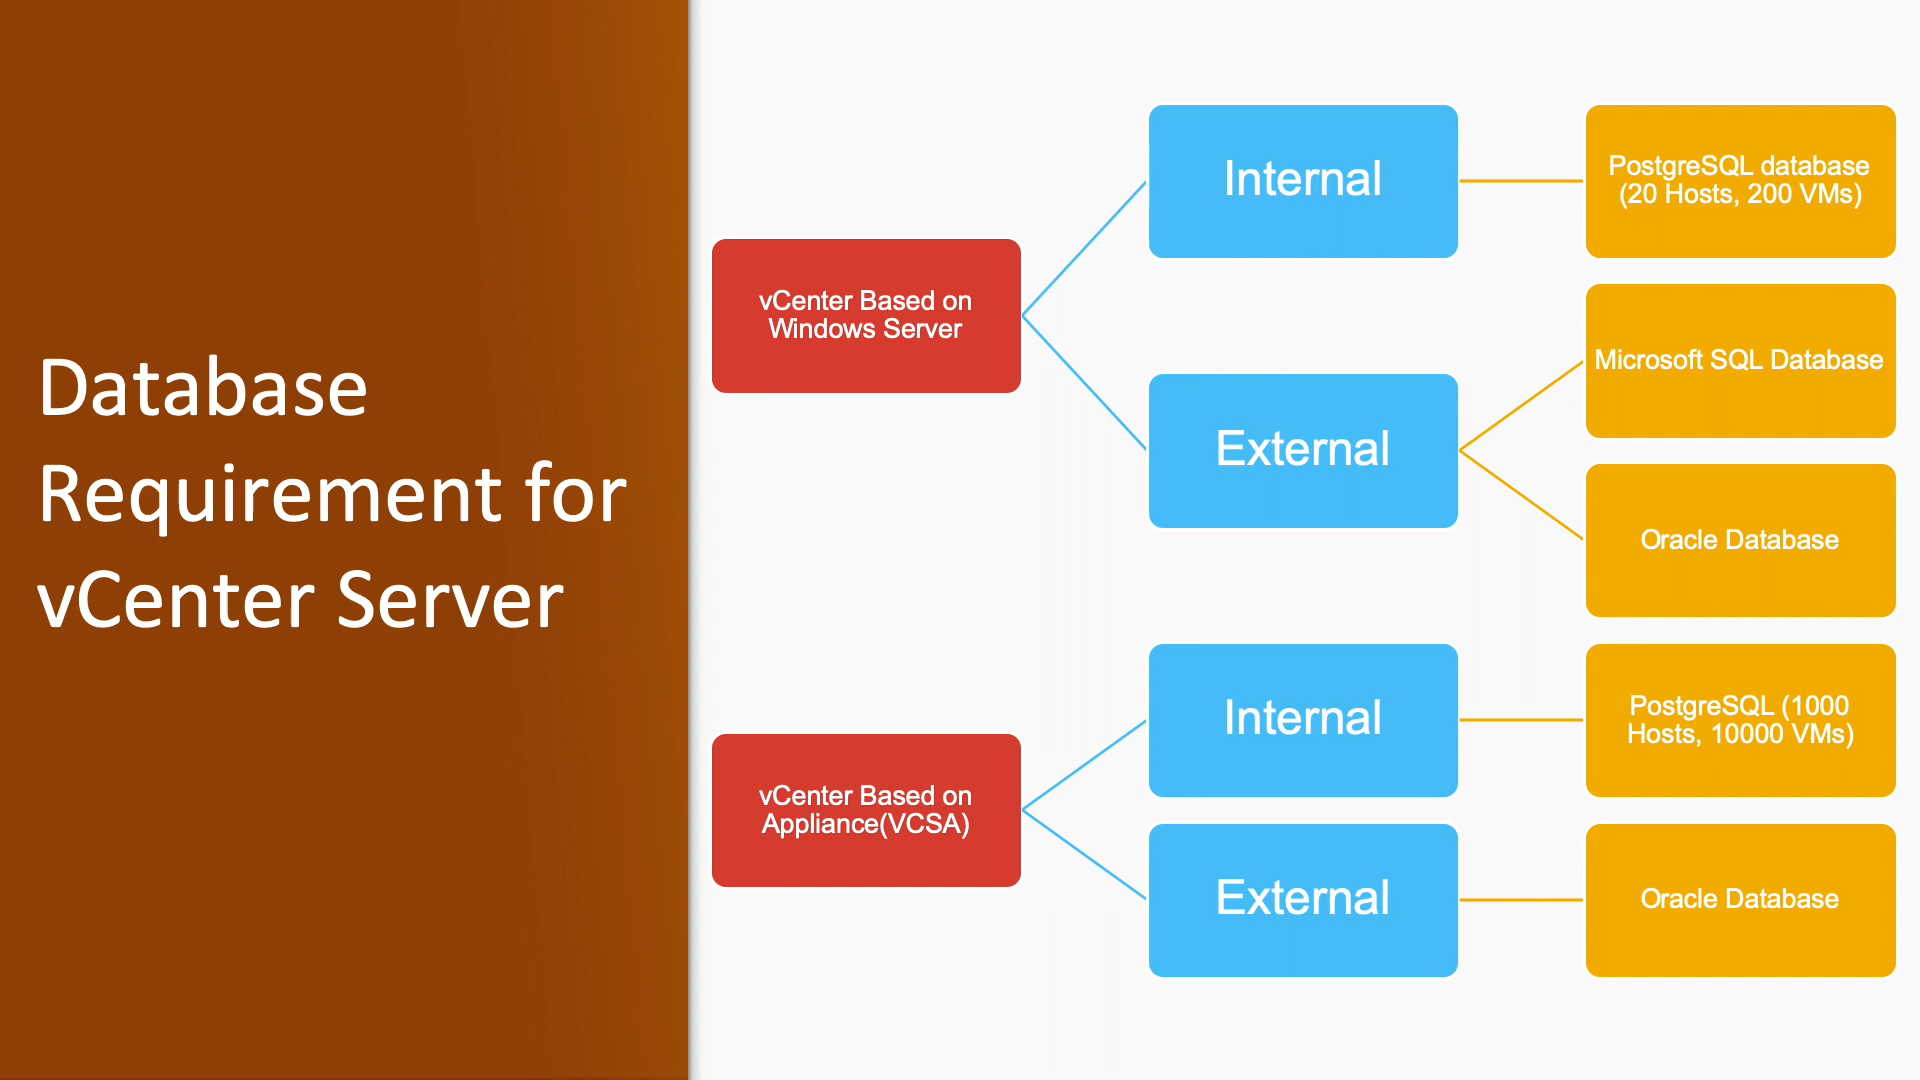 Database
Requirement for
vCenter Server
vCenter Based on
Windows Server
Internal
PostgreSQL database
(20 Hosts, 200 VMs)
External
Microsoft SQL Database
Oracle Database
vCenter Based on
Appliance(VCSA)
Internal
PostgreSQL (1000
Hosts, 10000 VMs)
External
Oracle Database